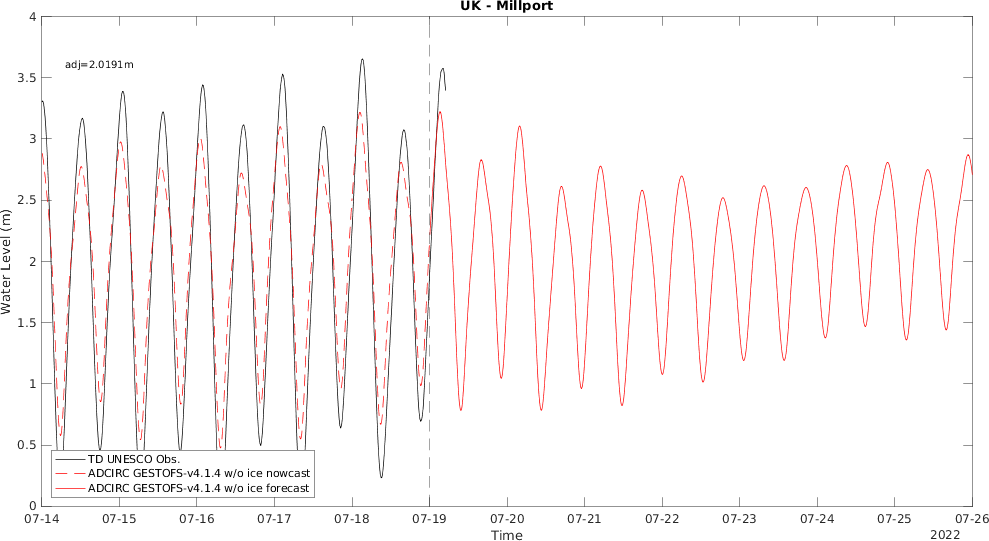 UK - Millport
adj=2.0191m
Water Level (m)
4
3.5
3
2.5
2
1.5
1
0.5
0
TD UNESCO Obs.
ADCIRC GESTOFS-v4.1.4 w/o ice nowcast
ADCIRC GESTOFS-v4.1.4 w/o ice forecast
07-14 07-15 07-16 07-17 07-18 07-19 07-20 07-21 07-22 07-23 07-24 07-25 07-26
Time
2022